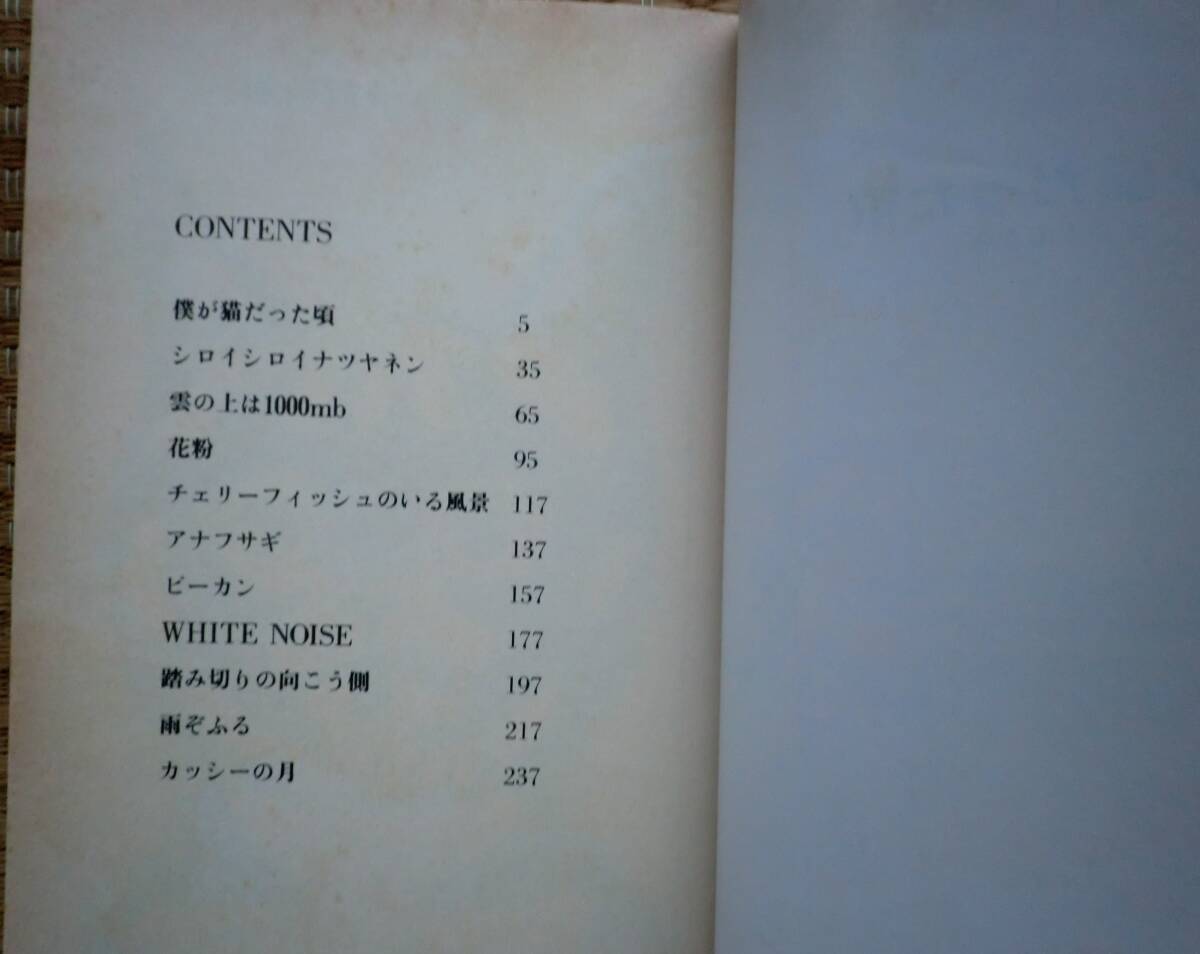 CONTENTS
僕が猫だった頃 5
シロイシロイナツヤネン 35
雲の上は1000mb 65
花粉 95
チェリーフィッシュのいる風景 117
アナフサギ 137
ピーカン 157
WHITE NOISE 177
踏み切りの向こう側 197
雨ぞふる 217
カッシーの月 237